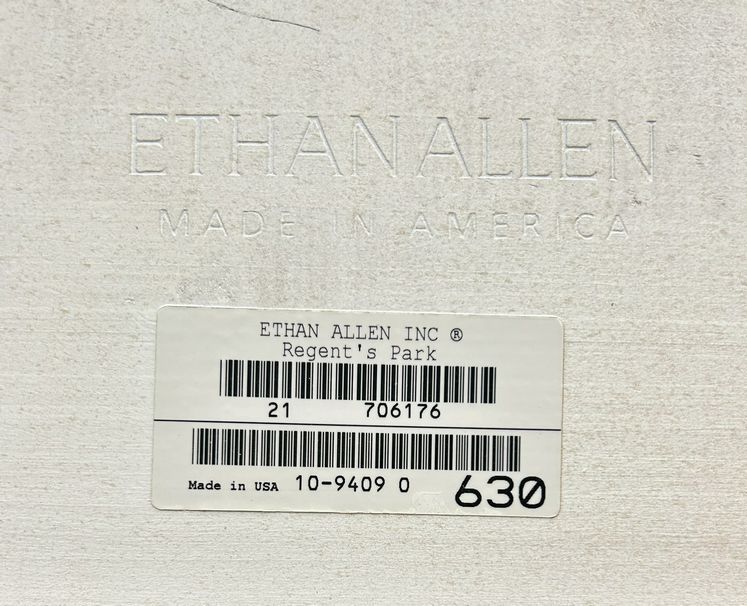 ETHAN ALLEN
MADE IN AMERICA
ETHAN ALLEN INC ®
Regent's Park
21 706176
Made in USA 10-9409 0 630